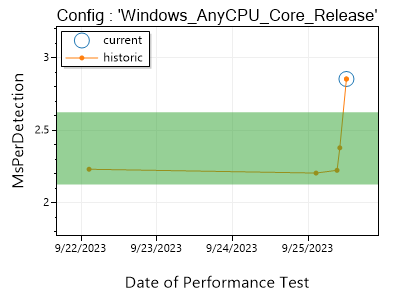 Config : 'Windows_AnyCPU_Core_Release'
current
historic
3
2.5
2
MsPerDetection
9/22/2023
9/23/2023
9/24/2023
9/25/2023
Date of Performance Test